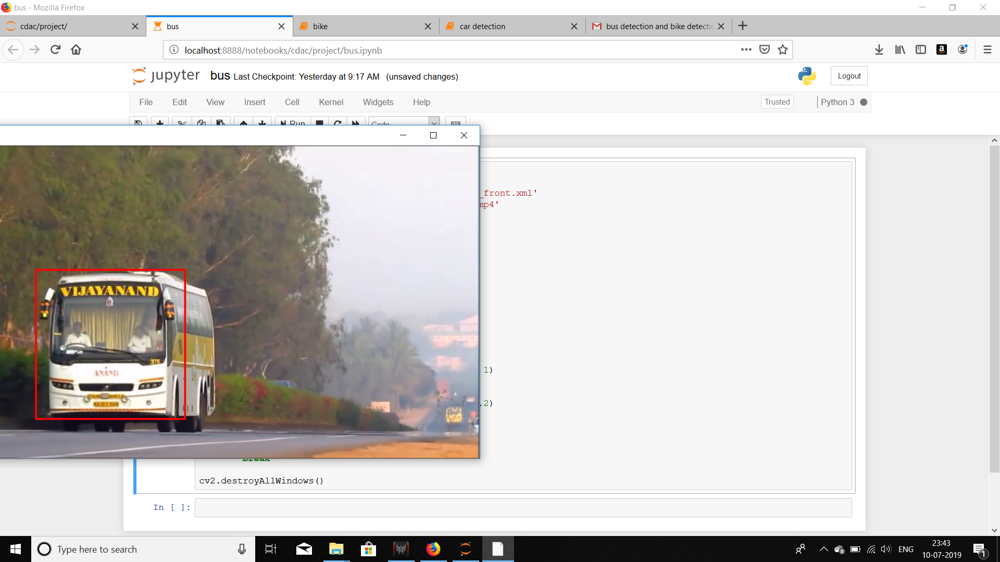 bus - Mozilla Firefox
cdac/project/
bus
bike
car detection
bus detection and bike detectio
localhost:8888/notebooks/cdac/project/bus.ipynb
jupyter bus Last Checkpoint: Yesterday at 9:17 AM (unsaved changes)
Logout
File Edit View Insert Cell Kernel Widgets Help
Trusted
Python 3
Run
Code
_front.xml'
mp4'
VIJAYANAND
378
ANAND
1)
,2)
break
cv2.destroyAllWindows()
In [ ]:
Type here to search
ENG
23:43
10-07-2019
1